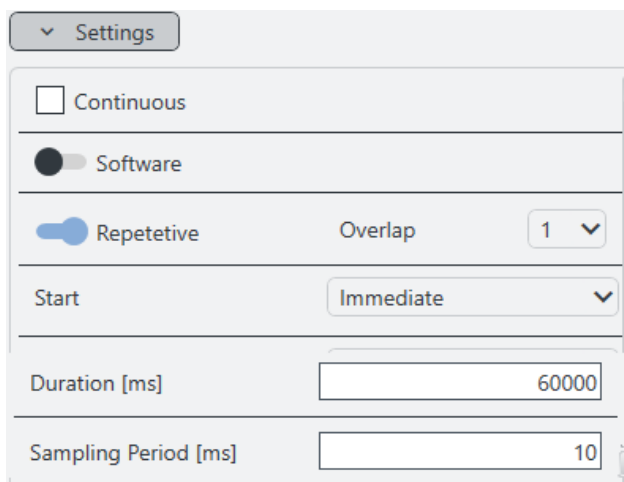 Settings
Continuous
Software
Repetetive Overlap 1
Start Immediate
Duration [ms] 60000
Sampling Period [ms] 10